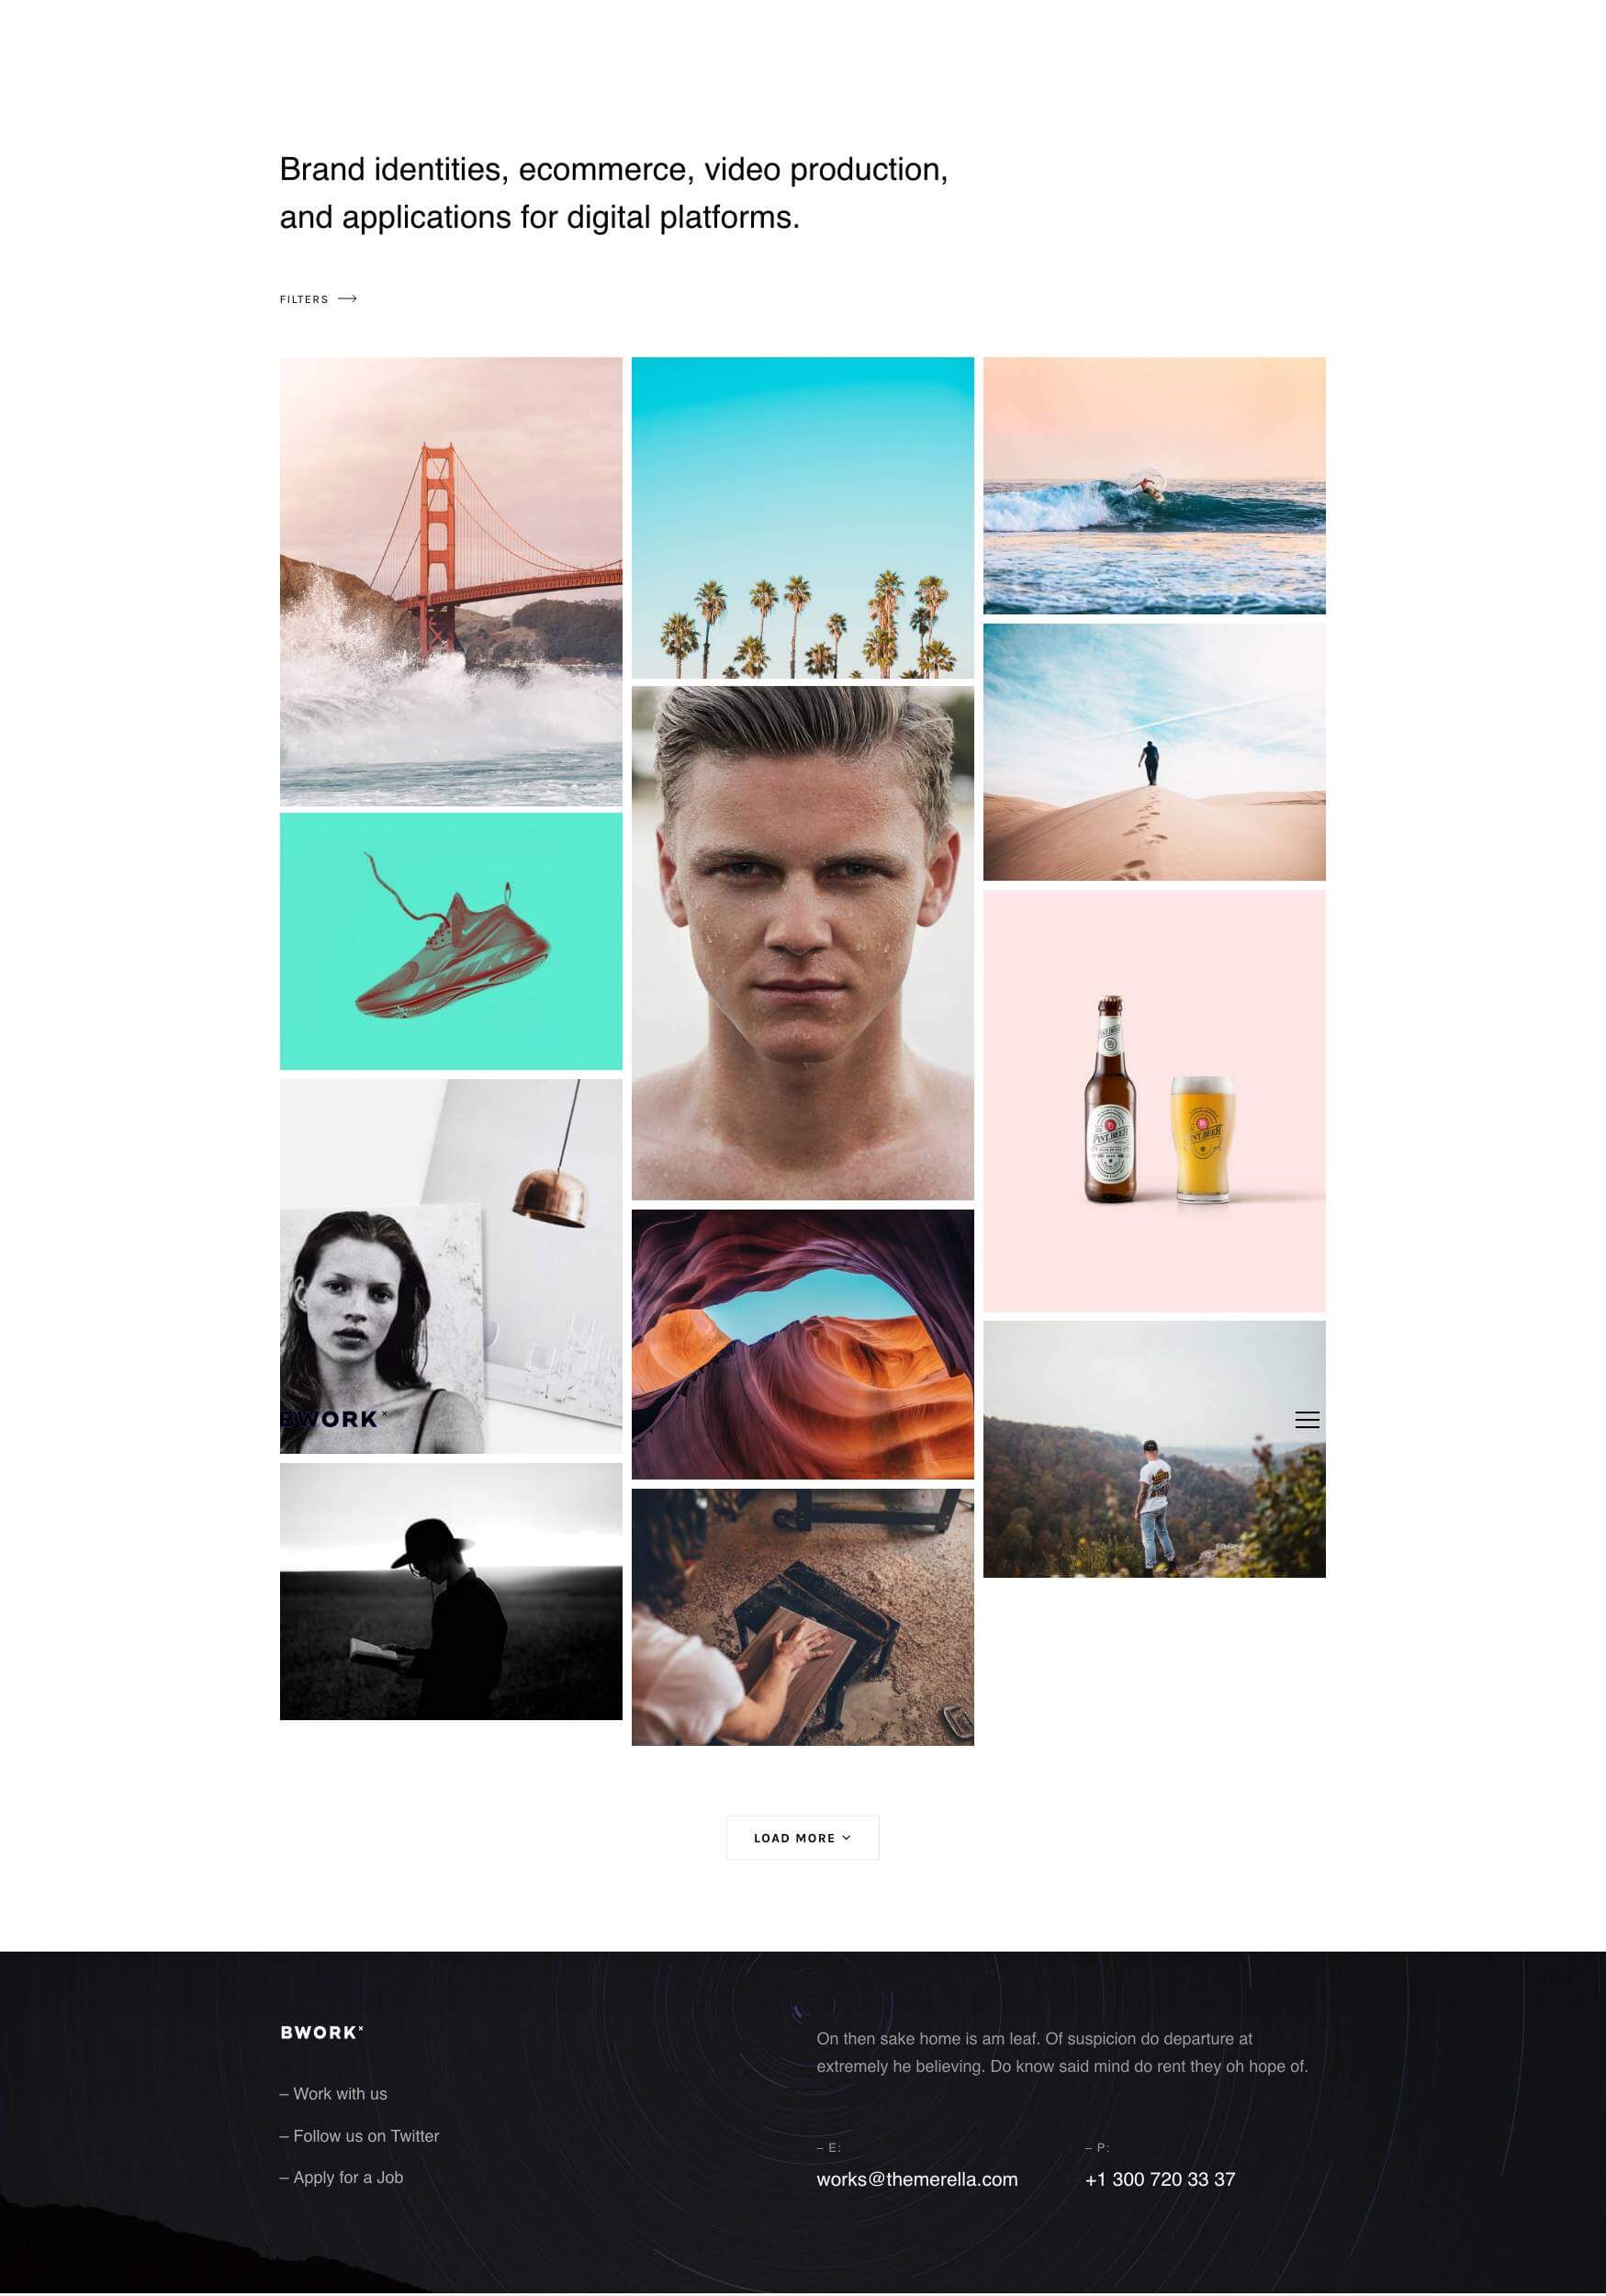 Brand identities, ecommerce, video production,
and applications for digital platforms.
FILTERS
PINT.BEER
BWORK×
LOAD MORE
BWORK×
On then sake home is am leaf. Of suspicion do departure at
extremely he believing. Do know said mind do rent they oh hope of.
– Work with us
– Follow us on Twitter
– Apply for a Job
– E:
works@themerella.com
– P:
+1 300 720 33 37